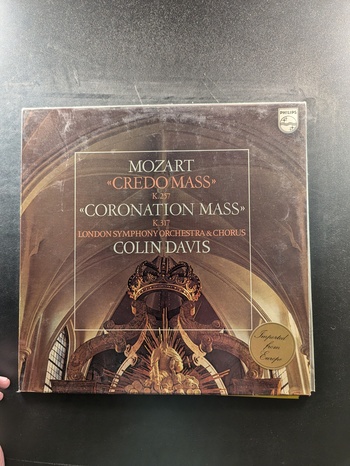 PHILIPS
MOZART
«CREDO MASS»
K.257
«CORONATION MASS»
K.317
LONDON SYMPHONY ORCHESTRA & CHORUS
COLIN DAVIS
Imported
from
Europe